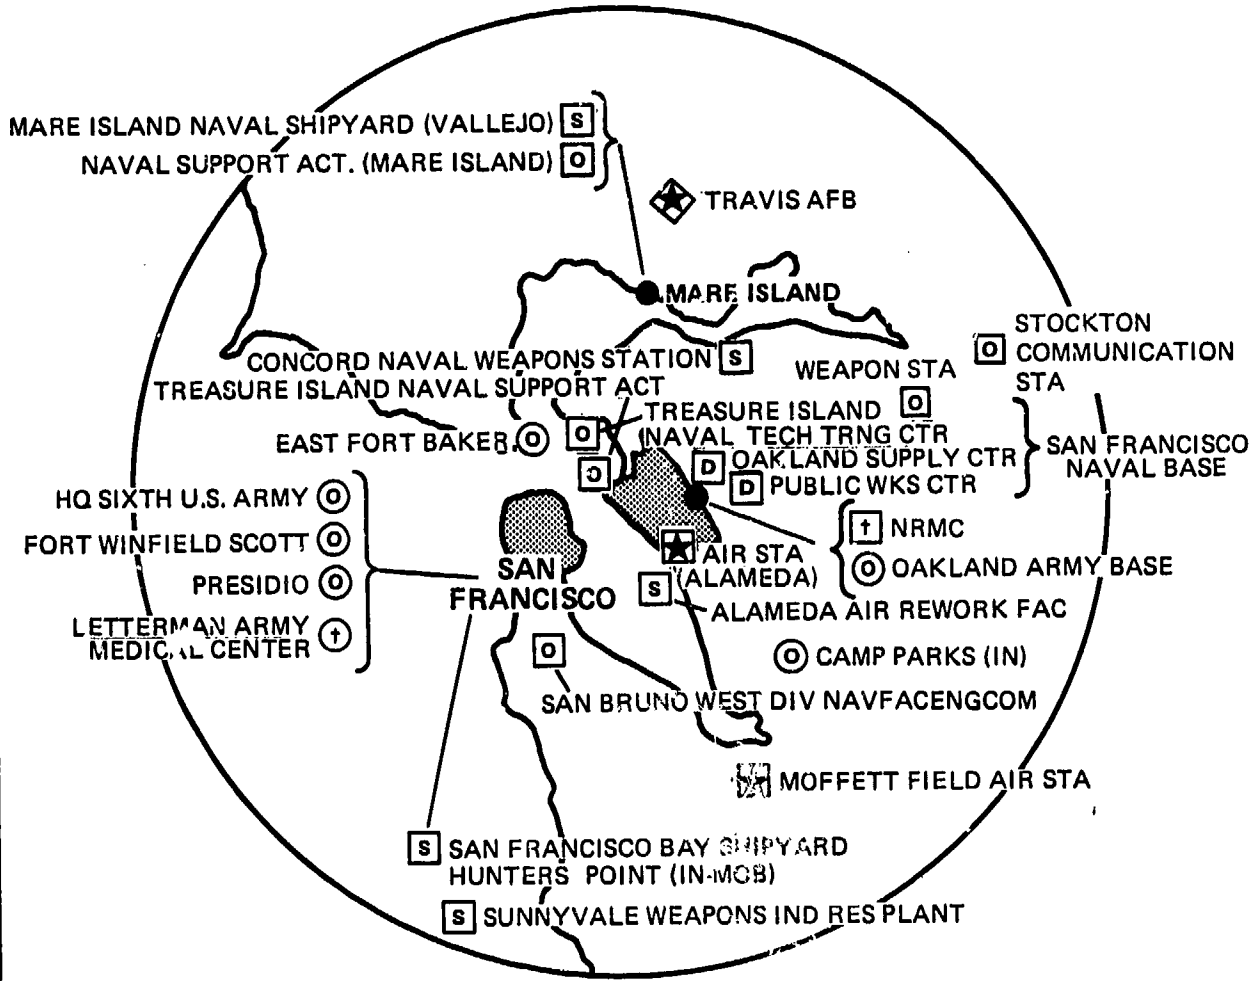 MARE ISLAND NAVAL SHIPYARD (VALLEJO) S
NAVAL SUPPORT ACT. (MARE ISLAND) O
TRAVIS AFB
MARE ISLAND
STOCKTON
O COMMUNICATION
STA
CONCORD NAVAL WEAPONS STATION S
WEAPON STA
O
TREASURE ISLAND NAVAL SUPPORT ACT
TREASURE ISLAND
NAVAL TECH TRNG CTR
O
O
EAST FORT BAKER O
D OAKLAND SUPPLY CTR
D PUBLIC WKS CTR
SAN FRANCISCO
NAVAL BASE
HQ SIXTH U.S. ARMY O
FORT WINFIELD SCOTT O
PRESIDIO O
LETTERMAN ARMY
MEDICAL CENTER †
† NRMC
O OAKLAND ARMY BASE
SAN
FRANCISCO
AIR STA
(ALAMEDA)
S ALAMEDA AIR REWORK FAC
O CAMP PARKS (IN)
O
SAN BRUNO WEST DIV NAVFACENGCOM
MOFFETT FIELD AIR STA
S SAN FRANCISCO BAY SHIPYARD
HUNTERS POINT (IN-MOB)
S SUNNYVALE WEAPONS IND RES PLANT